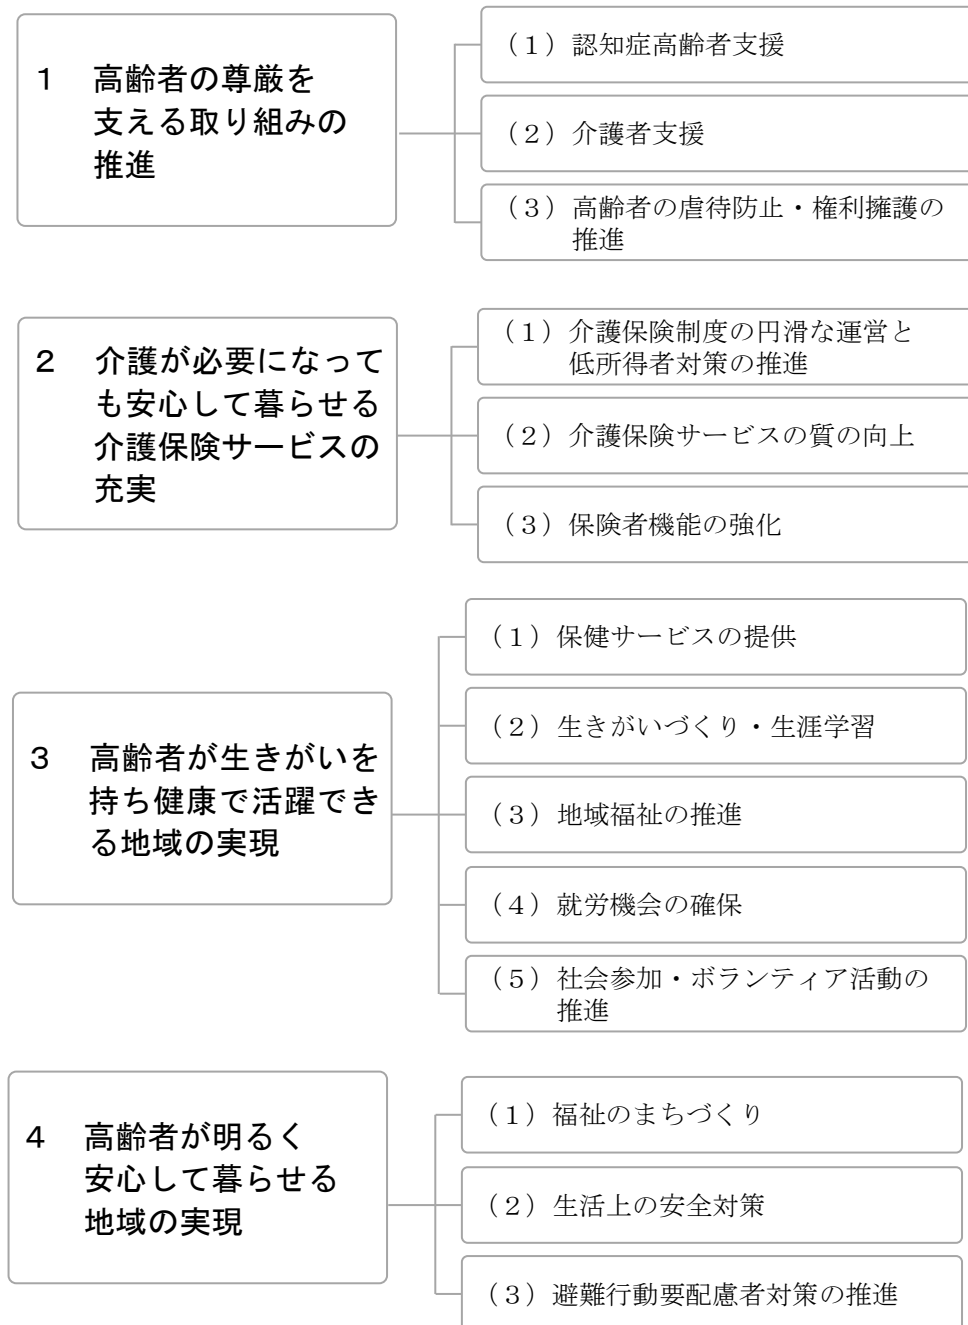 １　高齢者の尊厳を
支える取り組みの
推進
（１）認知症高齢者支援
（２）介護者支援
（３）高齢者の虐待防止・権利擁護の
推進
２　介護が必要になって
も安心して暮らせる
介護保険サービスの
充実
（１）介護保険制度の円滑な運営と
低所得者対策の推進
（２）介護保険サービスの質の向上
（３）保険者機能の強化
３　高齢者が生きがいを
持ち健康で活躍でき
る地域の実現
（１）保健サービスの提供
（２）生きがいづくり・生涯学習
（３）地域福祉の推進
（４）就労機会の確保
（５）社会参加・ボランティア活動の
推進
４　高齢者が明るく
安心して暮らせる
地域の実現
（１）福祉のまちづくり
（２）生活上の安全対策
（３）避難行動要配慮者対策の推進